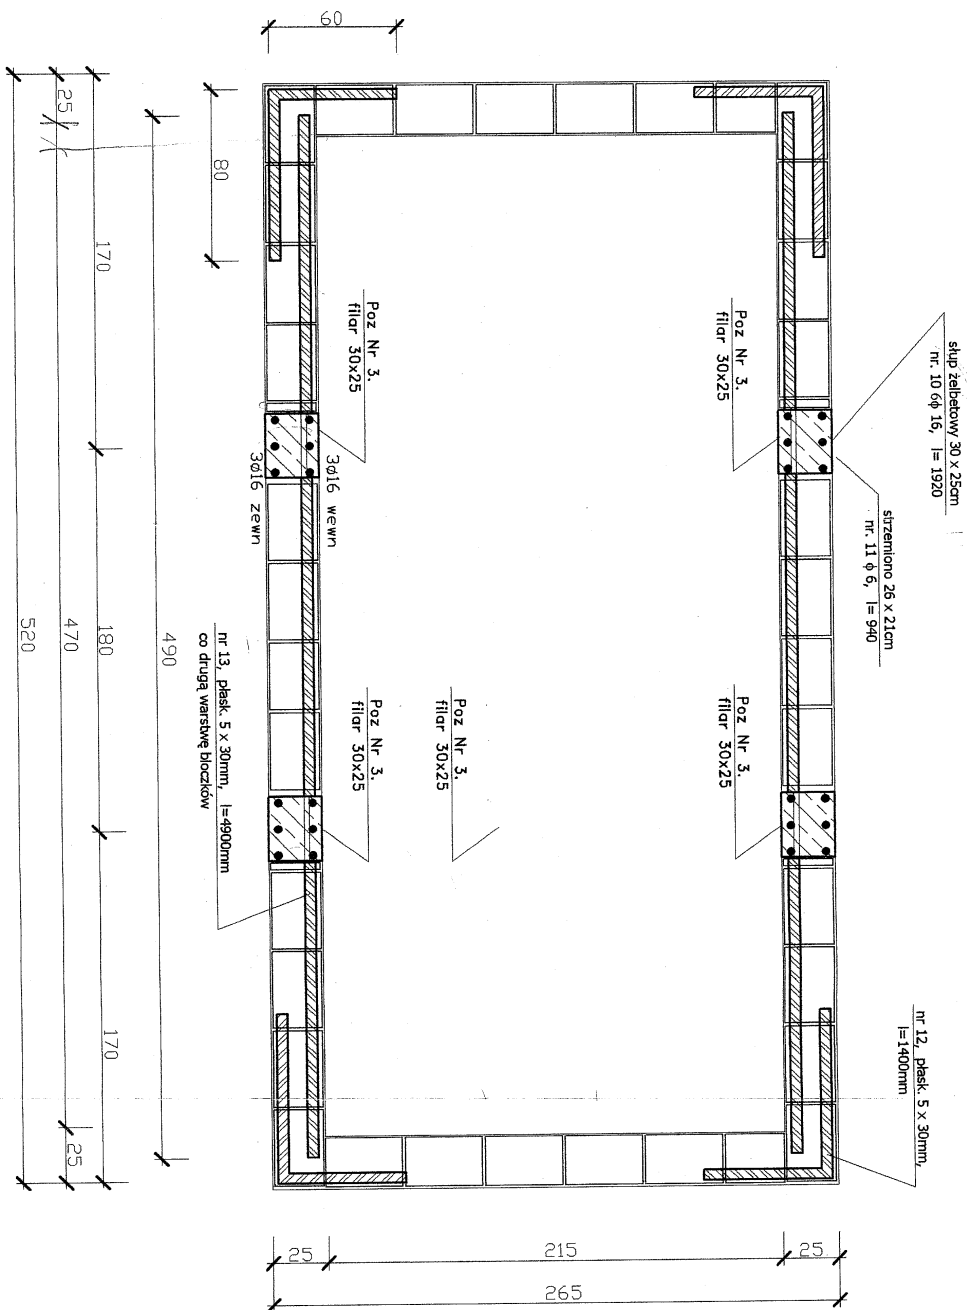 60
80
25
170
490
180
470
520
170
25
Poz Nr 3.
filar 30x25
Poz Nr 3.
filar 30x25
słup żelbetowy 30 x 25cm
nr. 10 6ϕ 16, l= 1920
strzemiono 26 x 21cm
nr. 11 ϕ 6, l= 940
3ø16 wewn
3ø16 zewn
nr 13, płask. 5 x 30mm, l=4900mm
co drugą warstwę bloczków
Poz Nr 3.
filar 30x25
Poz Nr 3.
filar 30x25
Poz Nr 3.
filar 30x25
nr 12, płask. 5 x 30mm,
l=1400mm
25
215
25
265